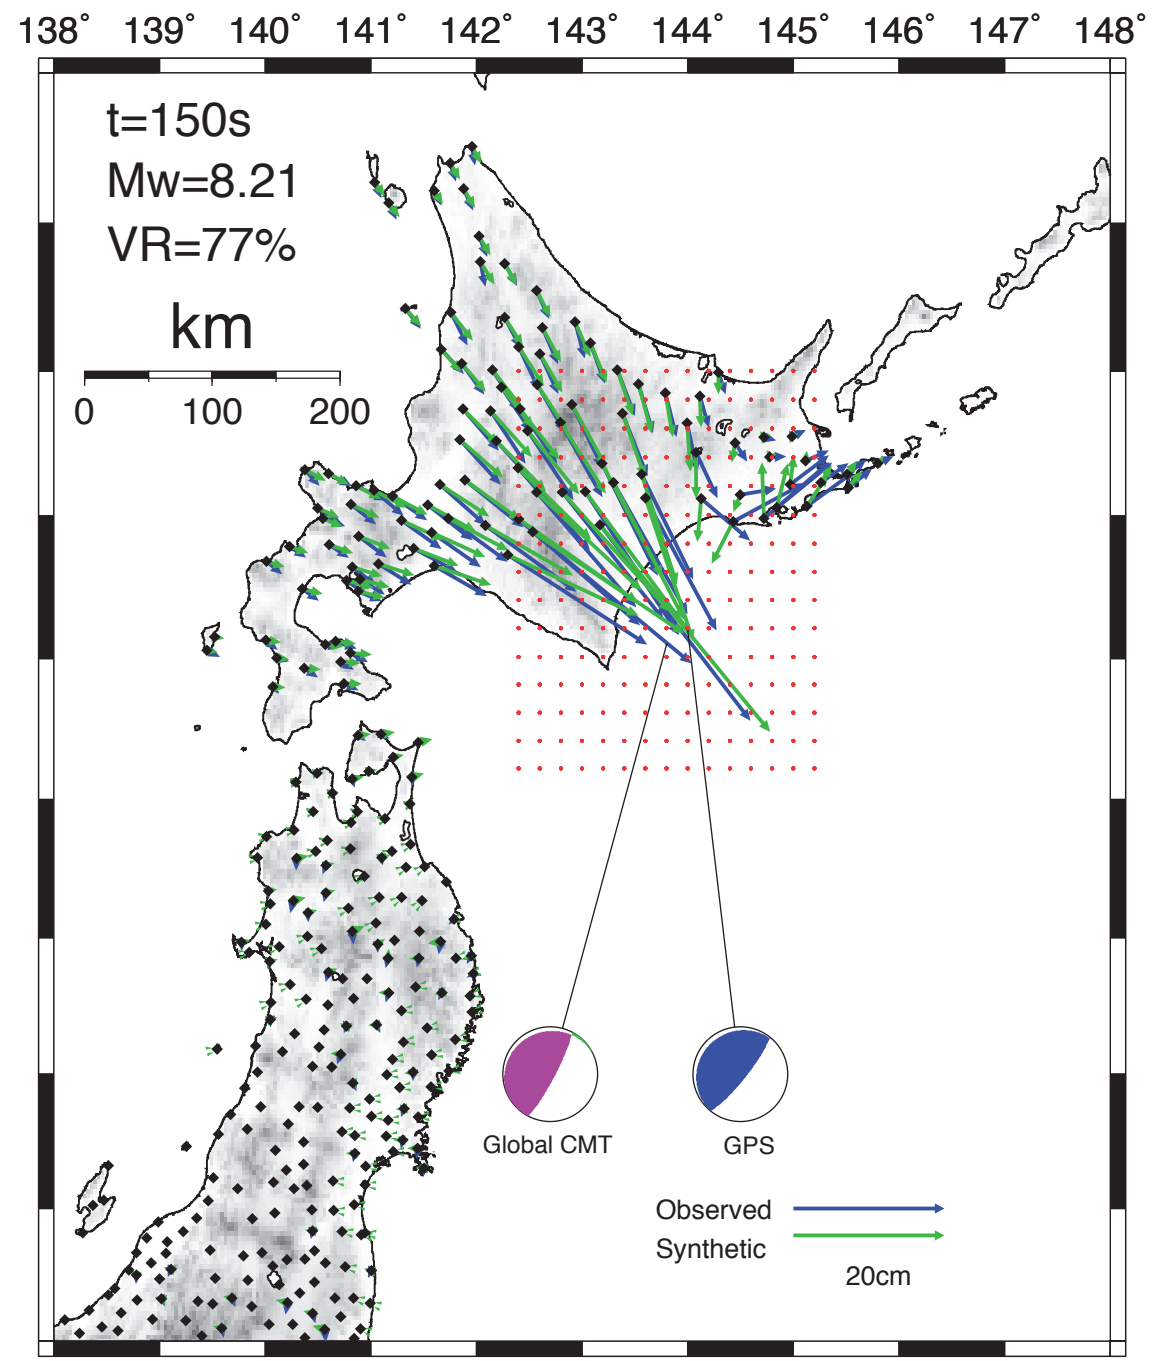 138° 139° 140° 141° 142° 143° 144° 145° 146° 147° 148°
t=150s
Mw=8.21
VR=77%
km
0 100 200
Global CMT GPS
Observed
Synthetic
20cm